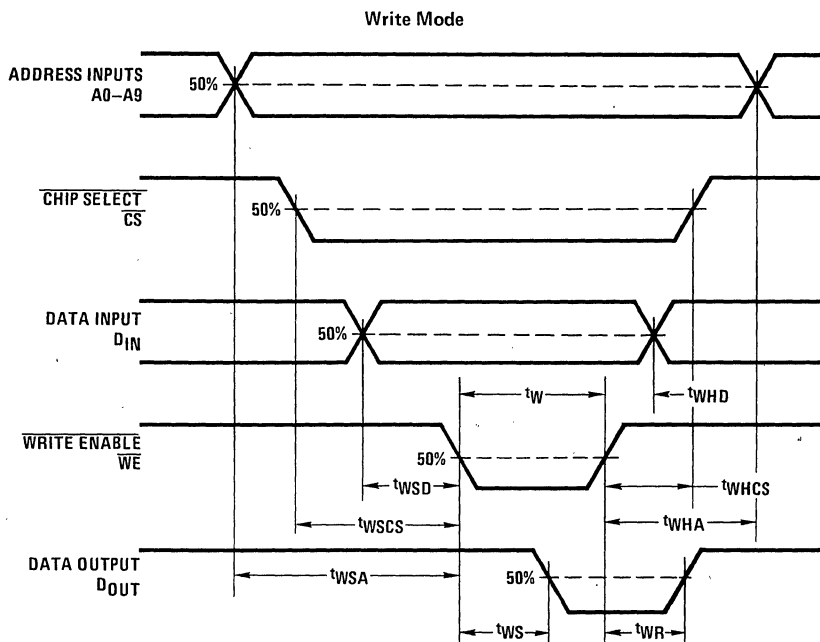 Write Mode
ADDRESS INPUTS
A0–A9
50%
CHIP SELECT
CS
50%
DATA INPUT
DIN
50%
tW
tWHD
WRITE ENABLE
WE
50%
tWSD
tWHCS
tWSCS
tWHA
DATA OUTPUT
DOUT
tWSA
50%
tWS
tWR